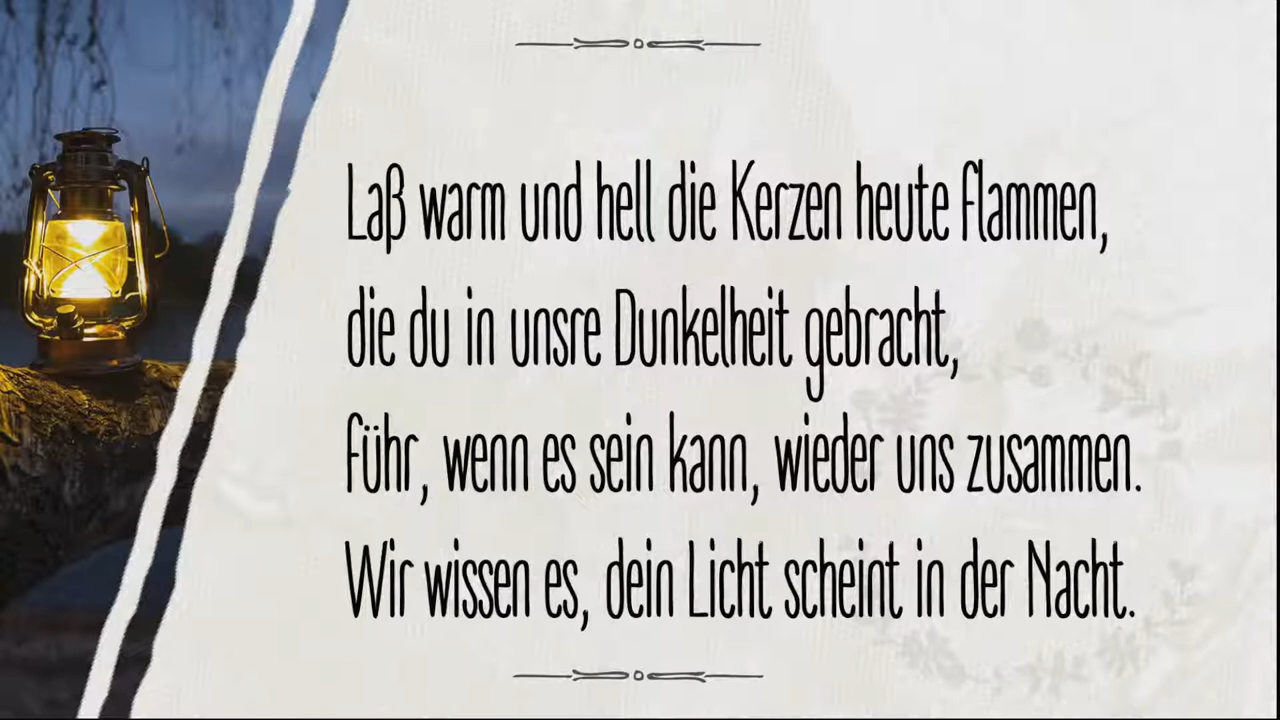 Laß warm und hell die Kerzen heute flammen,
die du in unsre Dunkelheit gebracht,
führ, wenn es sein kann, wieder uns zusammen.
Wir wissen es, dein Licht scheint in der Nacht.